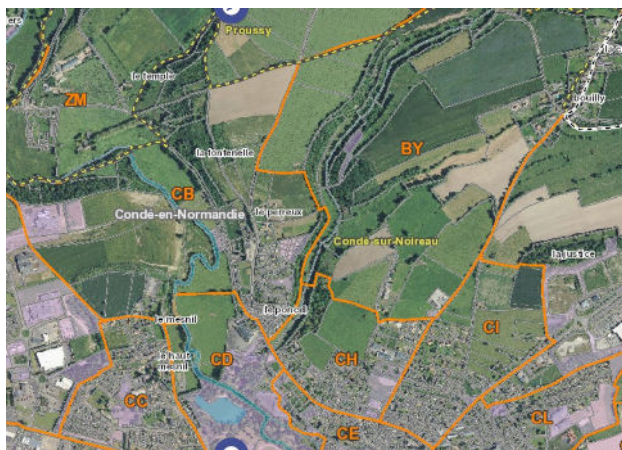 Proussy
le temple
ZM
bouilly
BY
la fontenelle
CB
Condé-en-Normandie
le perreux
Condé-sur-Noireau
la justice
le poncel
le mesnil
CI
le haut
mesnil
CD
CH
CC
CL
CE